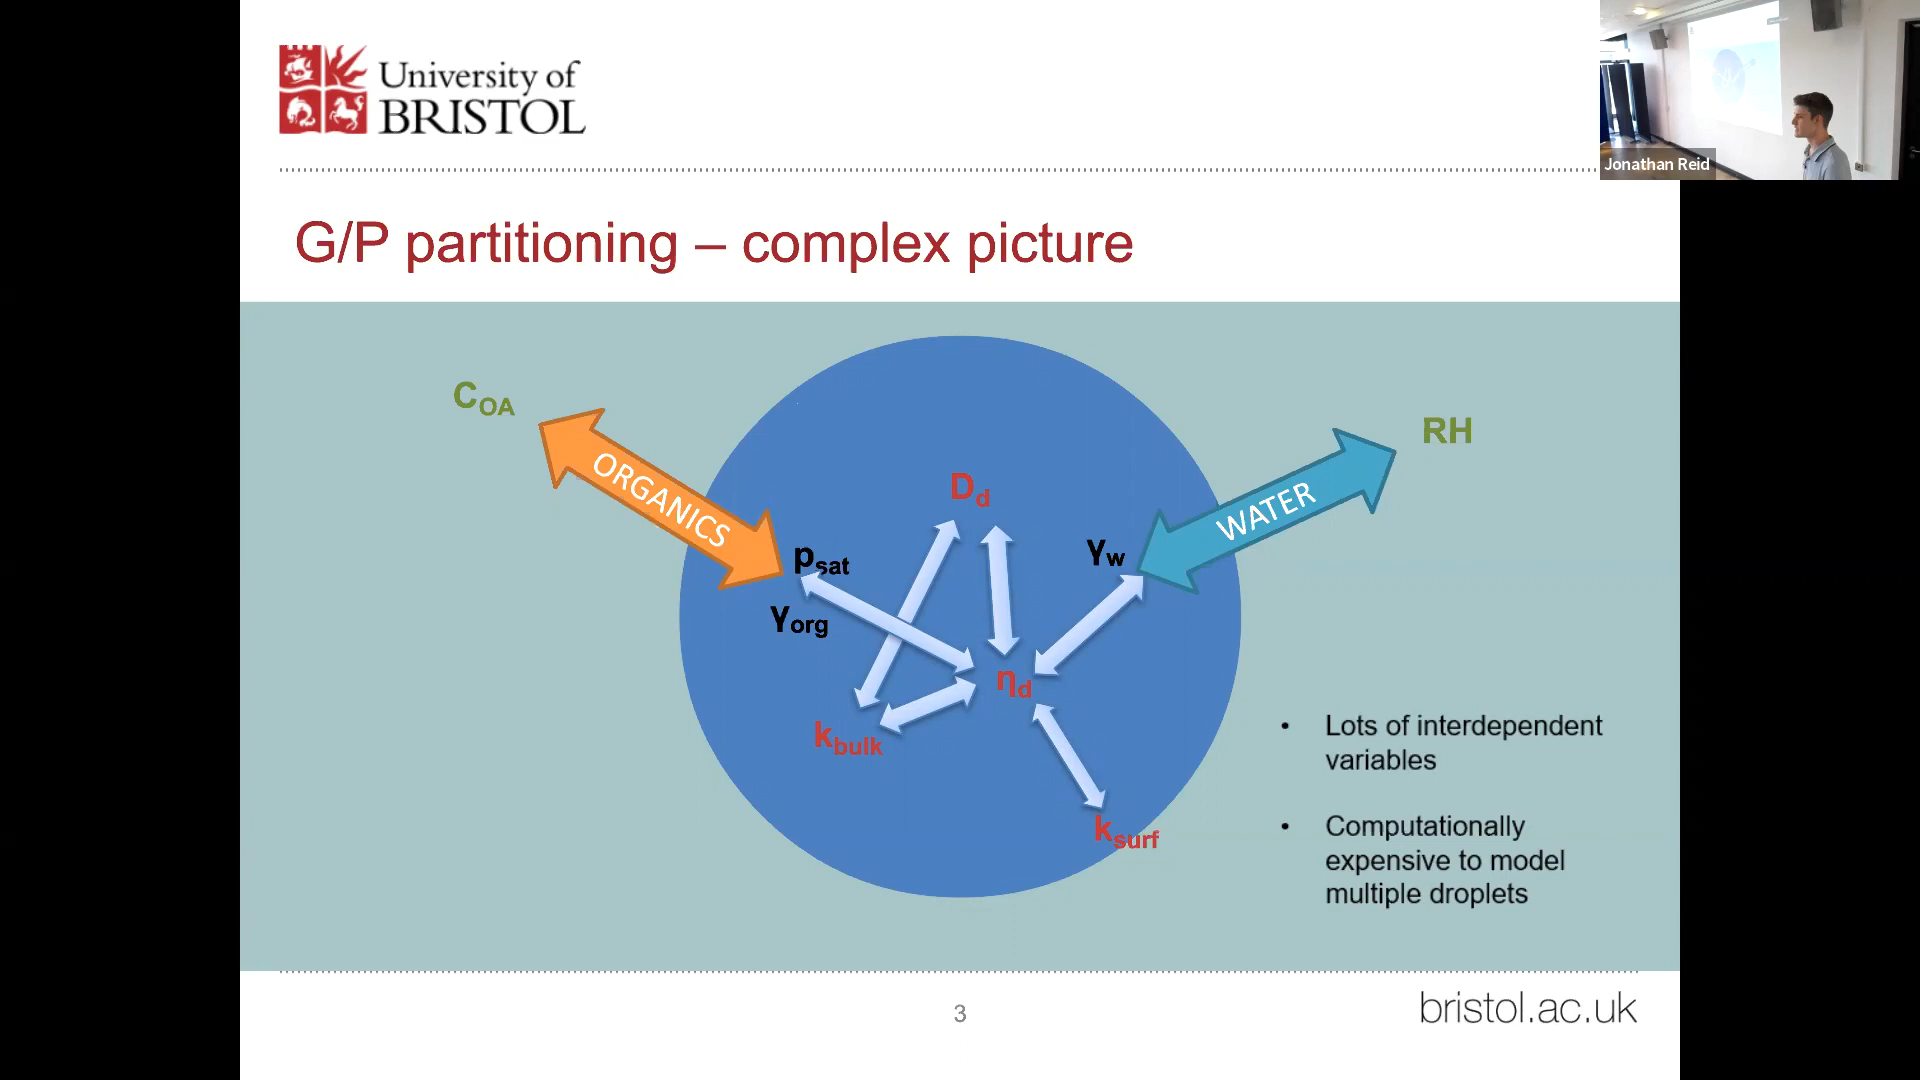 University of
BRISTOL
Jonathan Reid
G/P partitioning – complex picture
C_OA
ORGANICS
RH
WATER
D_d
p_sat
γ_w
γ_org
η_d
k_bulk
k_surf
• Lots of interdependent
variables
• Computationally
expensive to model
multiple droplets
3
bristol.ac.uk